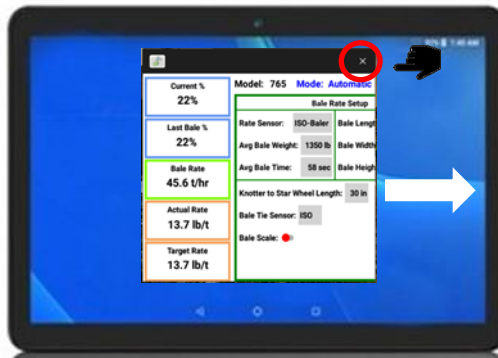 7:40 AM
×
Current %
22%
Model: 765 Mode: Automatic
Bale Rate Setup
Last Bale %
22%
Rate Sensor: ISO-Baler Bale Lengt
Avg Bale Weight: 1350 lb Bale Width
Bale Rate
45.6 t/hr
Avg Bale Time: 58 sec Bale Heigh
Knotter to Star Wheel Length: 30 in
Actual Rate
13.7 lb/t
Bale Tie Sensor: ISO
Bale Scale:
Target Rate
13.7 lb/t